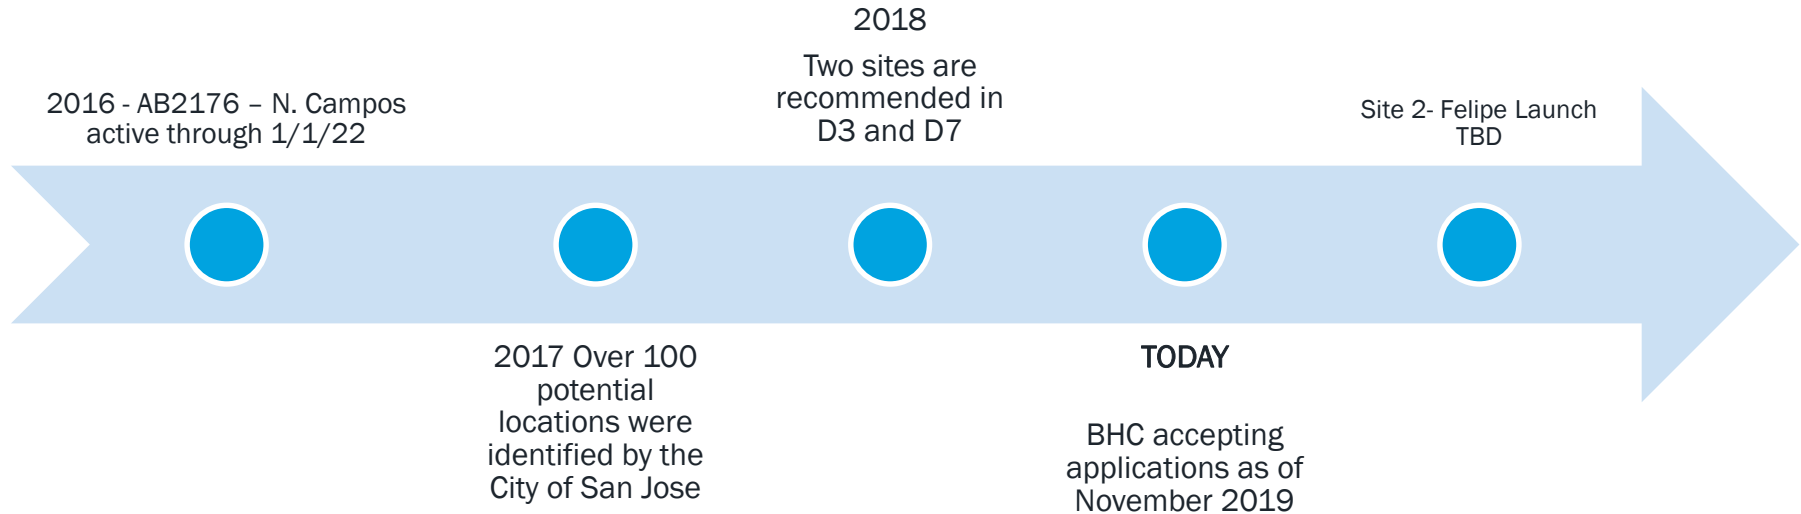 2016 - AB2176 – N. Campos
active through 1/1/22
2017 Over 100
potential
locations were
identified by the
City of San Jose
2018
Two sites are
recommended in
D3 and D7
TODAY
BHC accepting
applications as of
November 2019
Site 2- Felipe Launch
TBD